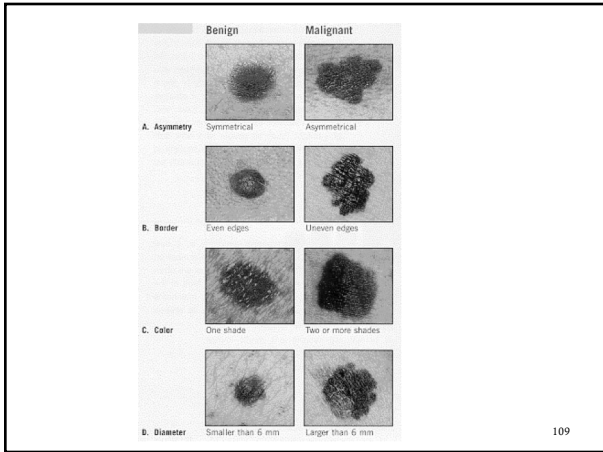 Benign Malignant
A. Asymmetry Symmetrical Asymmetrical
B. Border Even edges Uneven edges
C. Color One shade Two or more shades
D. Diameter Smaller than 6 mm Larger than 6 mm
109